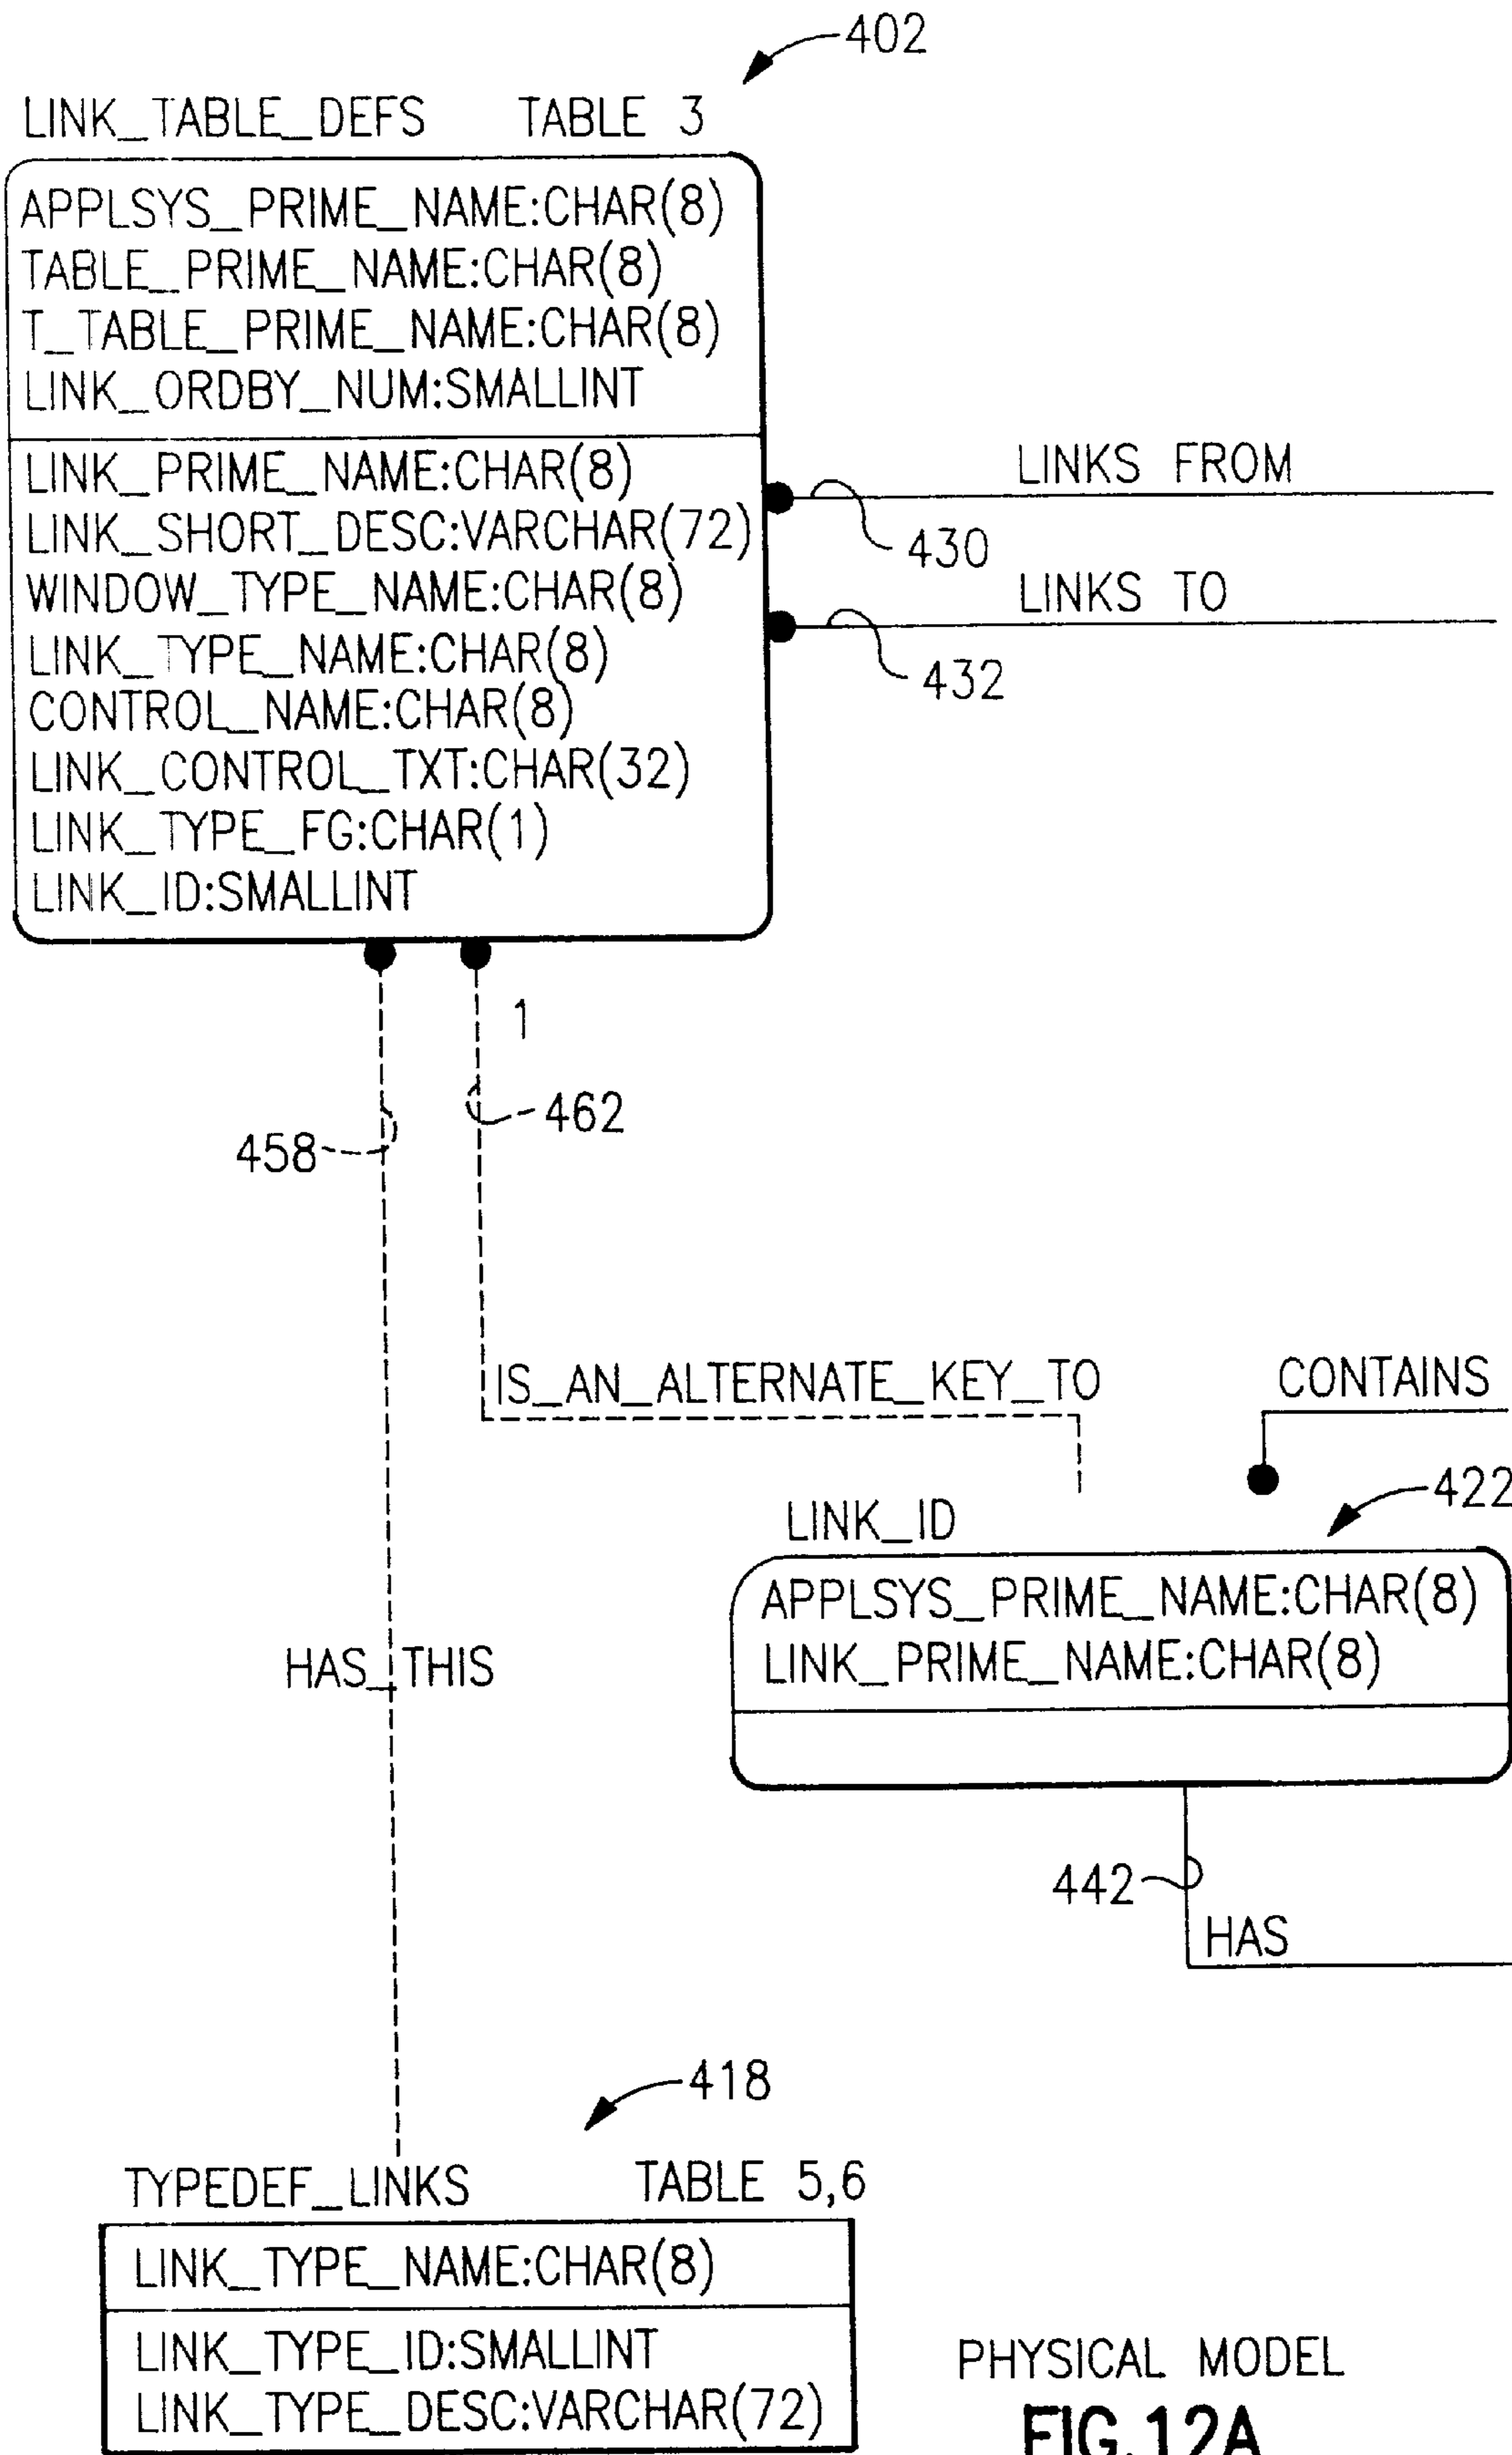 402
LINK_TABLE_DEFS TABLE 3
APPLSYS_PRIME_NAME:CHAR(8)
TABLE_PRIME_NAME:CHAR(8)
T_TABLE_PRIME_NAME:CHAR(8)
LINK_ORDBY_NUM:SMALLINT
LINK_PRIME_NAME:CHAR(8)
LINK_SHORT_DESC:VARCHAR(72)
WINDOW_TYPE_NAME:CHAR(8)
LINK_TYPE_NAME:CHAR(8)
CONTROL_NAME:CHAR(8)
LINK_CONTROL_TXT:CHAR(32)
LINK_TYPE_FG:CHAR(1)
LINK_ID:SMALLINT
LINKS FROM
430
LINKS TO
432
1
462
458
IS_AN_ALTERNATE_KEY_TO
CONTAINS
422
LINK_ID
APPLSYS_PRIME_NAME:CHAR(8)
LINK_PRIME_NAME:CHAR(8)
HAS_THIS
442
HAS
418
TYPEDEF_LINKS TABLE 5,6
LINK_TYPE_NAME:CHAR(8)
LINK_TYPE_ID:SMALLINT
LINK_TYPE_DESC:VARCHAR(72)
PHYSICAL MODEL
FIG.12A